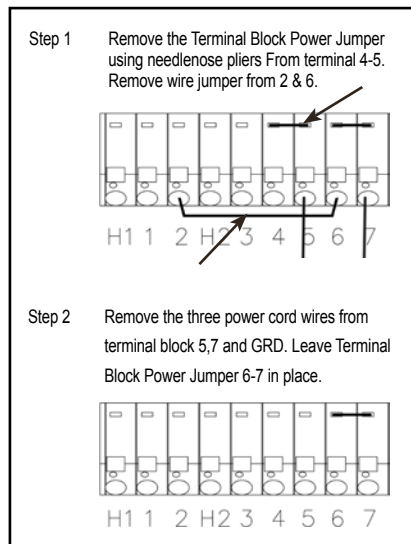 Step 1 Remove the Terminal Block Power Jumper
using needlenose pliers From terminal 4-5.
Remove wire jumper from 2 & 6.
H1 1 2 H2 3 4 5 6 7
Step 2 Remove the three power cord wires from
terminal block 5,7 and GRD. Leave Terminal
Block Power Jumper 6-7 in place.
H1 1 2 H2 3 4 5 6 7